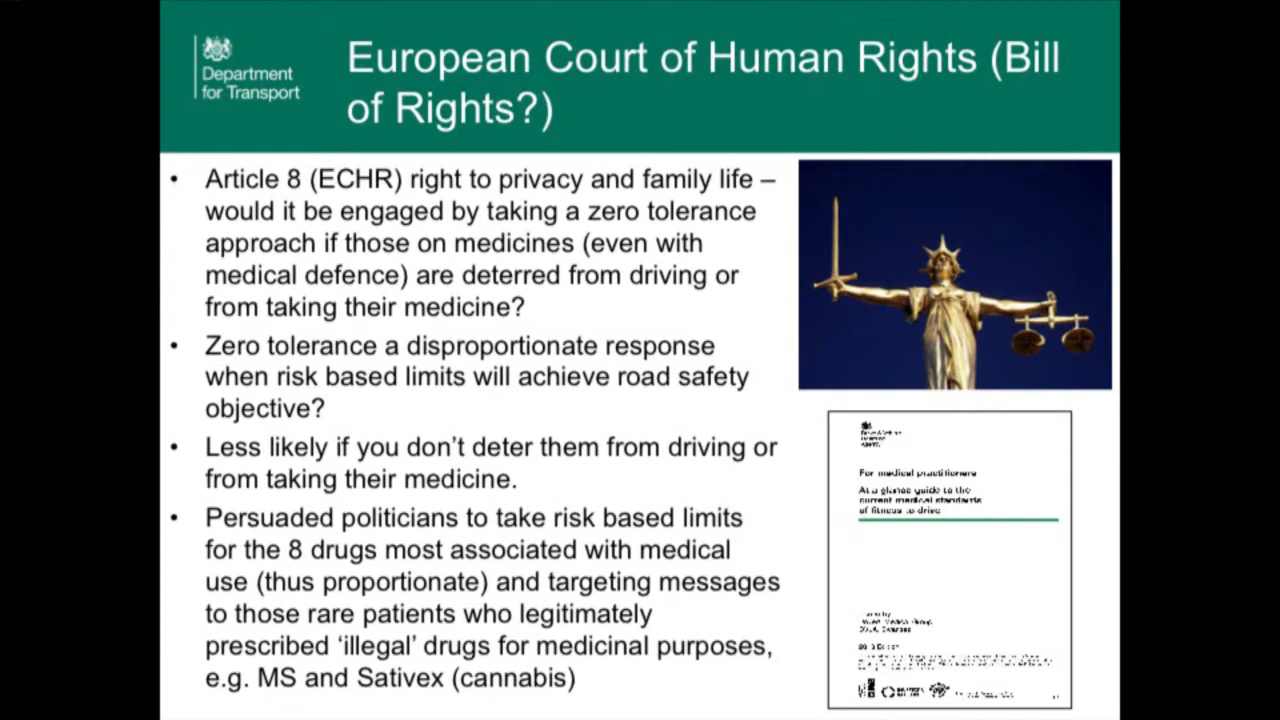 Department
for Transport
European Court of Human Rights (Bill
of Rights?)
• Article 8 (ECHR) right to privacy and family life –
would it be engaged by taking a zero tolerance
approach if those on medicines (even with
medical defence) are deterred from driving or
from taking their medicine?
• Zero tolerance a disproportionate response
when risk based limits will achieve road safety
objective?
• Less likely if you don’t deter them from driving or
from taking their medicine.
• Persuaded politicians to take risk based limits
for the 8 drugs most associated with medical
use (thus proportionate) and targeting messages
to those rare patients who legitimately
prescribed ‘illegal’ drugs for medicinal purposes,
e.g. MS and Sativex (cannabis)
For medical practitioners
At a glance guide to the
current medical standards
of fitness to drive